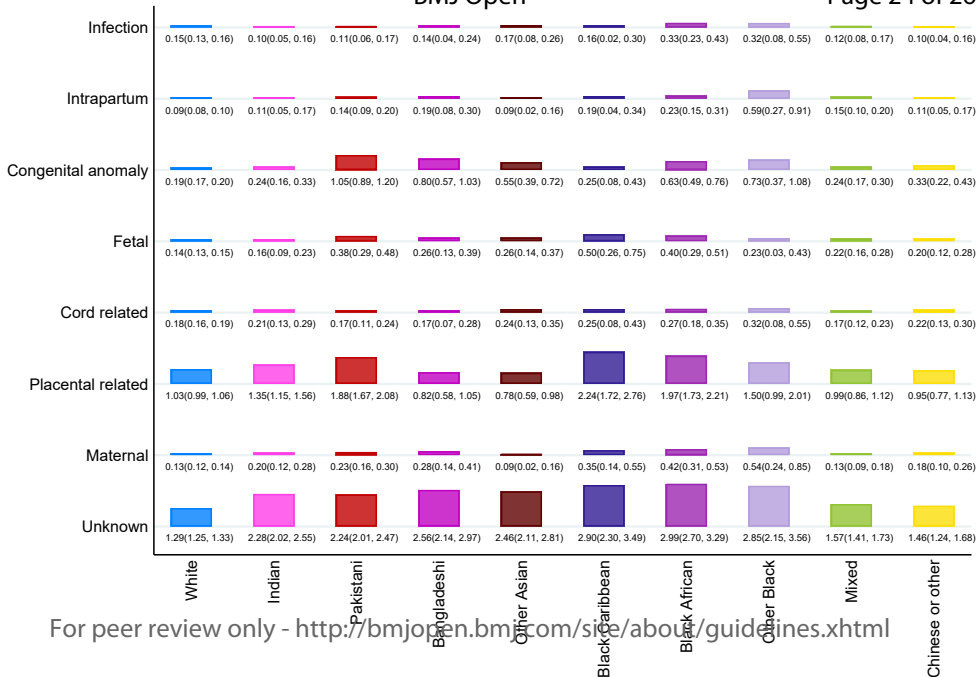 BMJ Open Page 24 of 26
Infection
0.15(0.13, 0.16) 0.10(0.05, 0.16) 0.11(0.06, 0.17) 0.14(0.04, 0.24) 0.17(0.08, 0.26) 0.16(0.02, 0.30) 0.33(0.23, 0.43) 0.32(0.08, 0.55) 0.12(0.08, 0.17) 0.10(0.04, 0.16)
Intrapartum
0.09(0.08, 0.10) 0.11(0.05, 0.17) 0.14(0.09, 0.20) 0.19(0.08, 0.30) 0.09(0.02, 0.16) 0.19(0.04, 0.34) 0.23(0.15, 0.31) 0.59(0.27, 0.91) 0.15(0.10, 0.20) 0.11(0.05, 0.17)
Congenital anomaly
0.19(0.17, 0.20) 0.24(0.16, 0.33) 1.05(0.89, 1.20) 0.80(0.57, 1.03) 0.55(0.39, 0.72) 0.25(0.08, 0.43) 0.63(0.49, 0.76) 0.73(0.37, 1.08) 0.24(0.17, 0.30) 0.33(0.22, 0.43)
Fetal
0.14(0.13, 0.15) 0.16(0.09, 0.23) 0.38(0.29, 0.48) 0.26(0.13, 0.39) 0.26(0.14, 0.37) 0.50(0.26, 0.75) 0.40(0.29, 0.51) 0.23(0.03, 0.43) 0.22(0.16, 0.28) 0.20(0.12, 0.28)
Cord related
0.18(0.16, 0.19) 0.21(0.13, 0.29) 0.17(0.11, 0.24) 0.17(0.07, 0.28) 0.24(0.13, 0.35) 0.25(0.08, 0.43) 0.27(0.18, 0.35) 0.32(0.08, 0.55) 0.17(0.12, 0.23) 0.22(0.13, 0.30)
Placental related
1.03(0.99, 1.06) 1.35(1.15, 1.56) 1.88(1.67, 2.08) 0.82(0.58, 1.05) 0.78(0.59, 0.98) 2.24(1.72, 2.76) 1.97(1.73, 2.21) 1.50(0.99, 2.01) 0.99(0.86, 1.12) 0.95(0.77, 1.13)
Maternal
0.13(0.12, 0.14) 0.20(0.12, 0.28) 0.23(0.16, 0.30) 0.28(0.14, 0.41) 0.09(0.02, 0.16) 0.35(0.14, 0.55) 0.42(0.31, 0.53) 0.54(0.24, 0.85) 0.13(0.09, 0.18) 0.18(0.10, 0.26)
Unknown
1.29(1.25, 1.33) 2.28(2.02, 2.55) 2.24(2.01, 2.47) 2.56(2.14, 2.97) 2.46(2.11, 2.81) 2.90(2.30, 3.49) 2.99(2.70, 3.29) 2.85(2.15, 3.56) 1.57(1.41, 1.73) 1.46(1.24, 1.68)
White
Indian
Pakistani
Bangladeshi
Other Asian
Black Caribbean
Black African
Other Black
Mixed
Chinese or other
For peer review only - http://bmjopen.bmj.com/site/about/guidelines.xhtml